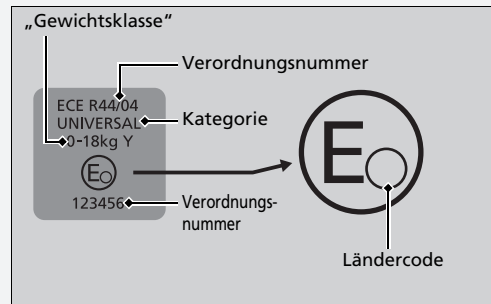 „Gewichtsklasse“
Verordnungsnummer
ECE R44/04
UNIVERSAL
Kategorie
0-18kg Y
E
E
123456
Verordnungs-
nummer
Ländercode